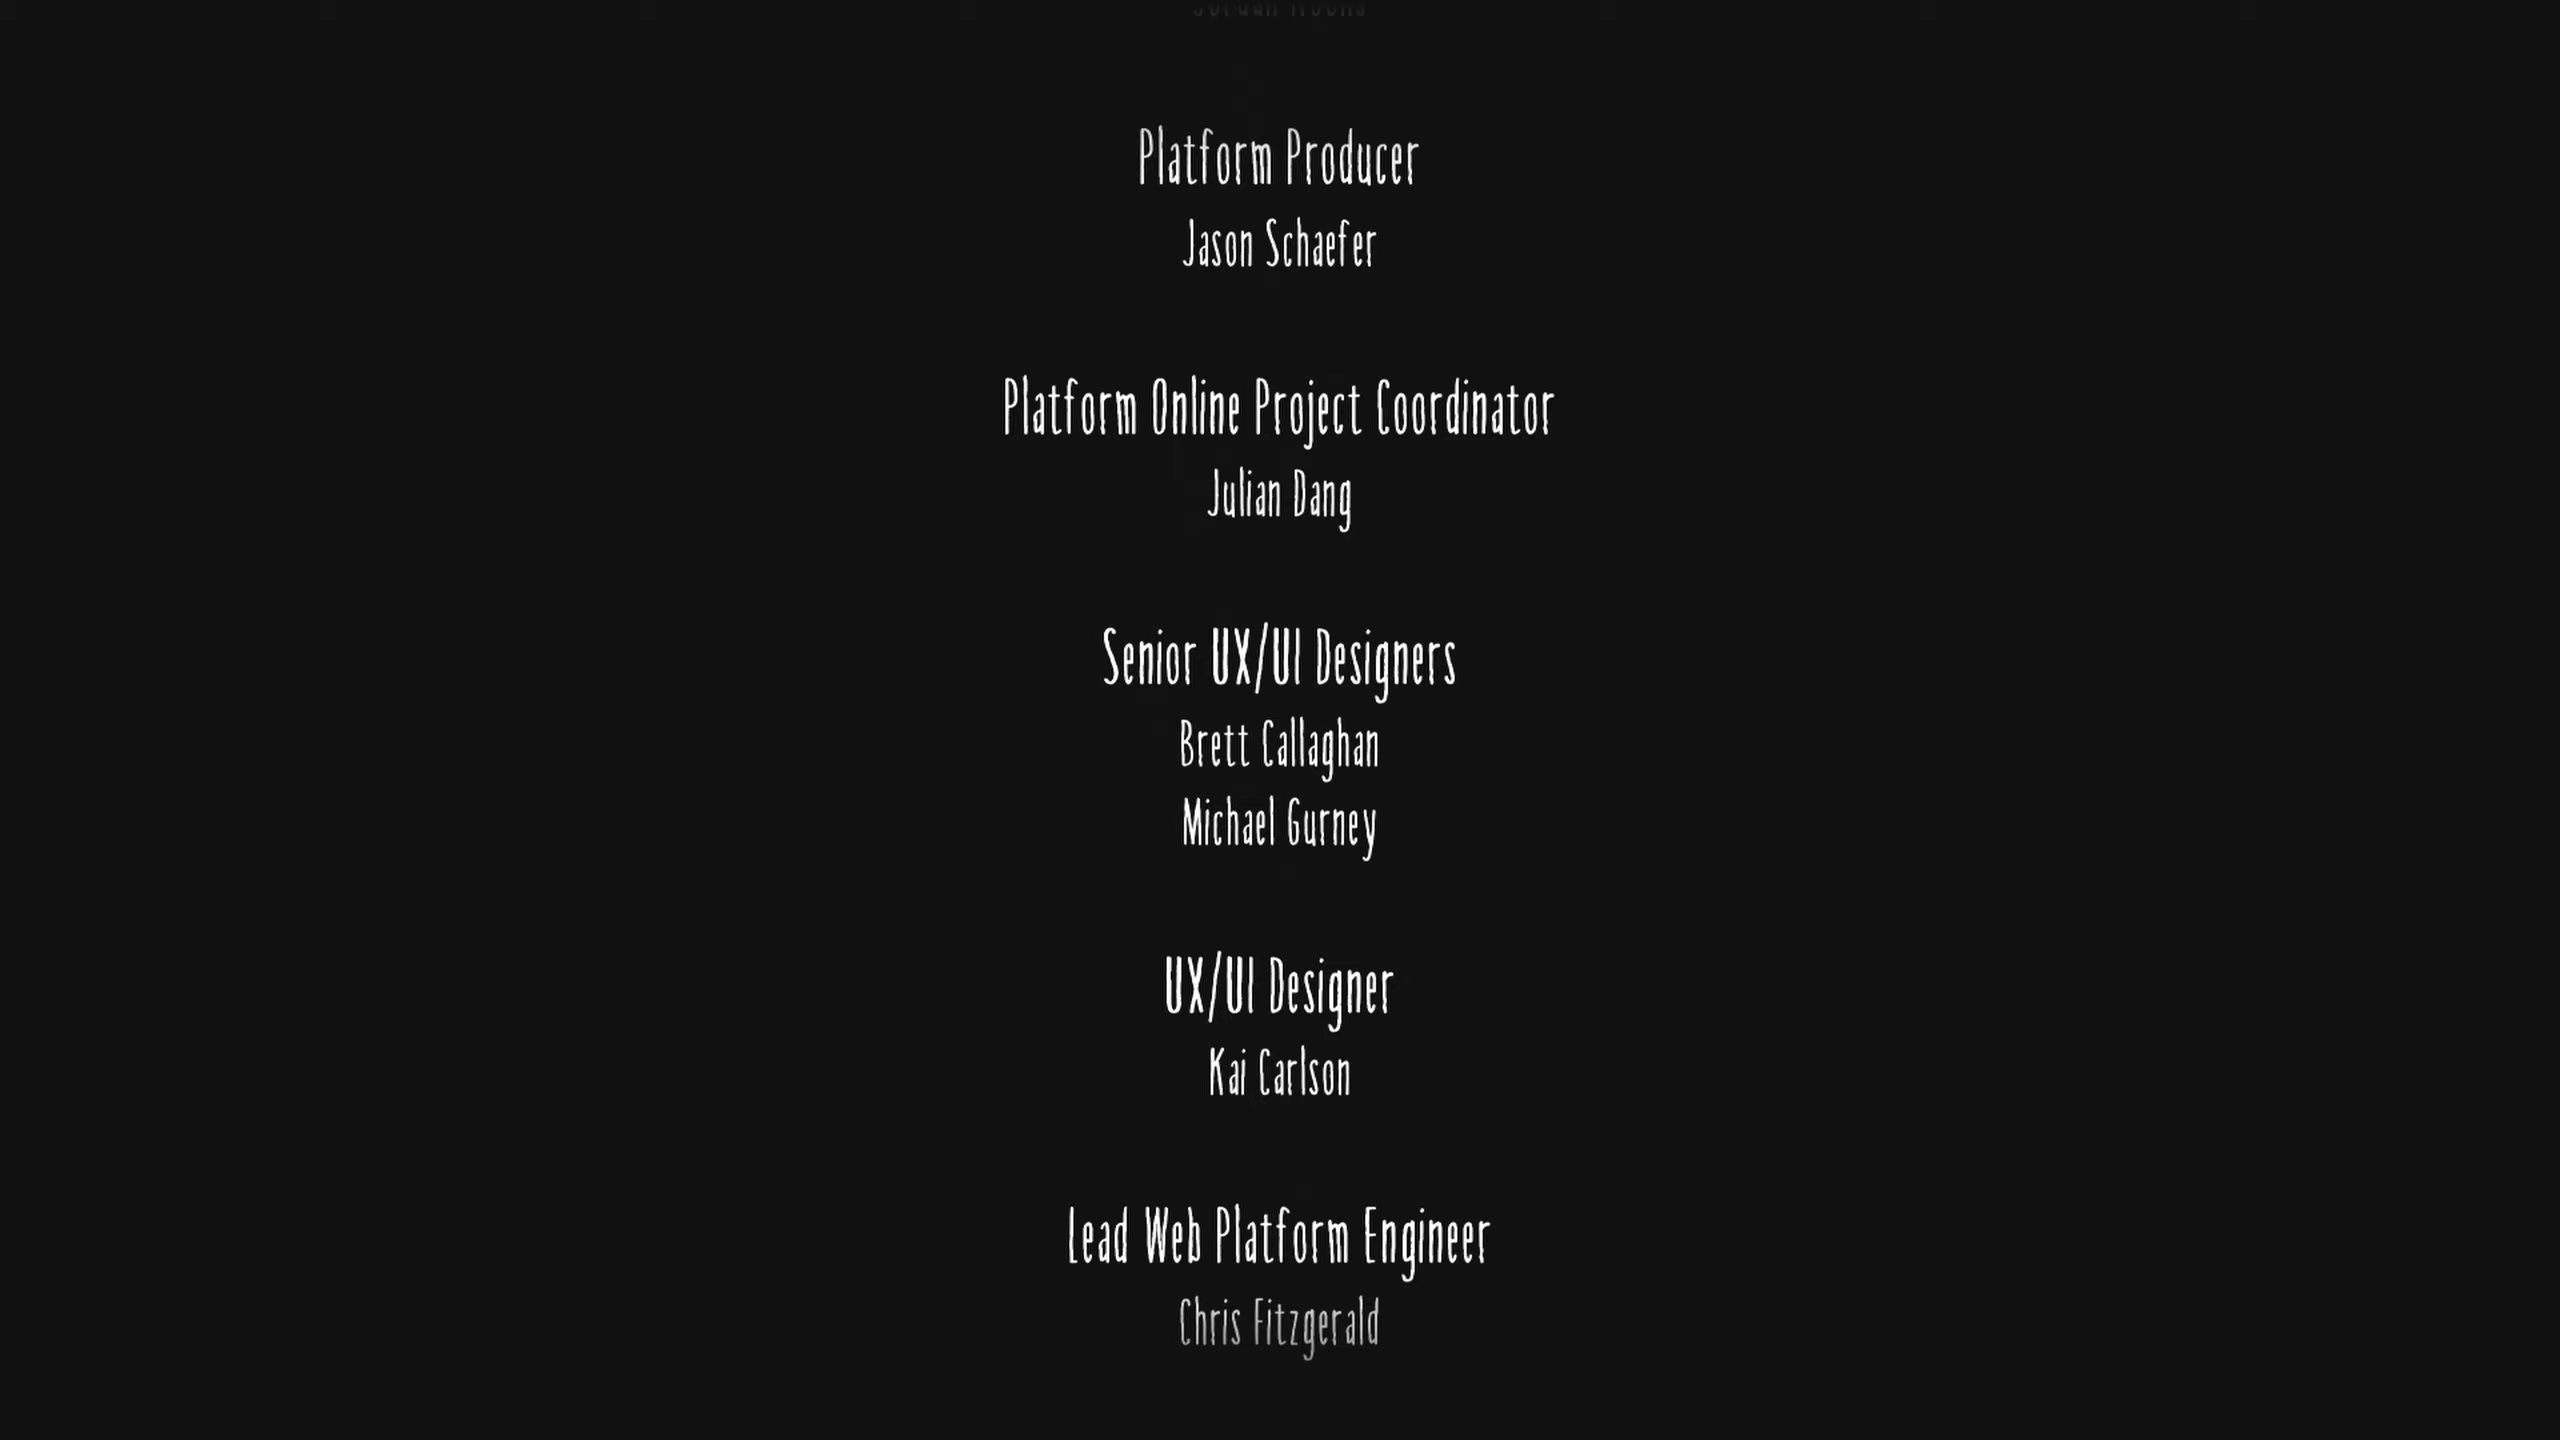 Platform Producer
Jason Schaefer
Platform Online Project Coordinator
Julian Dang
Senior UX/UI Designers
Brett Callaghan
Michael Gurney
UX/UI Designer
Kai Carlson
Lead Web Platform Engineer
Chris Fitzgerald